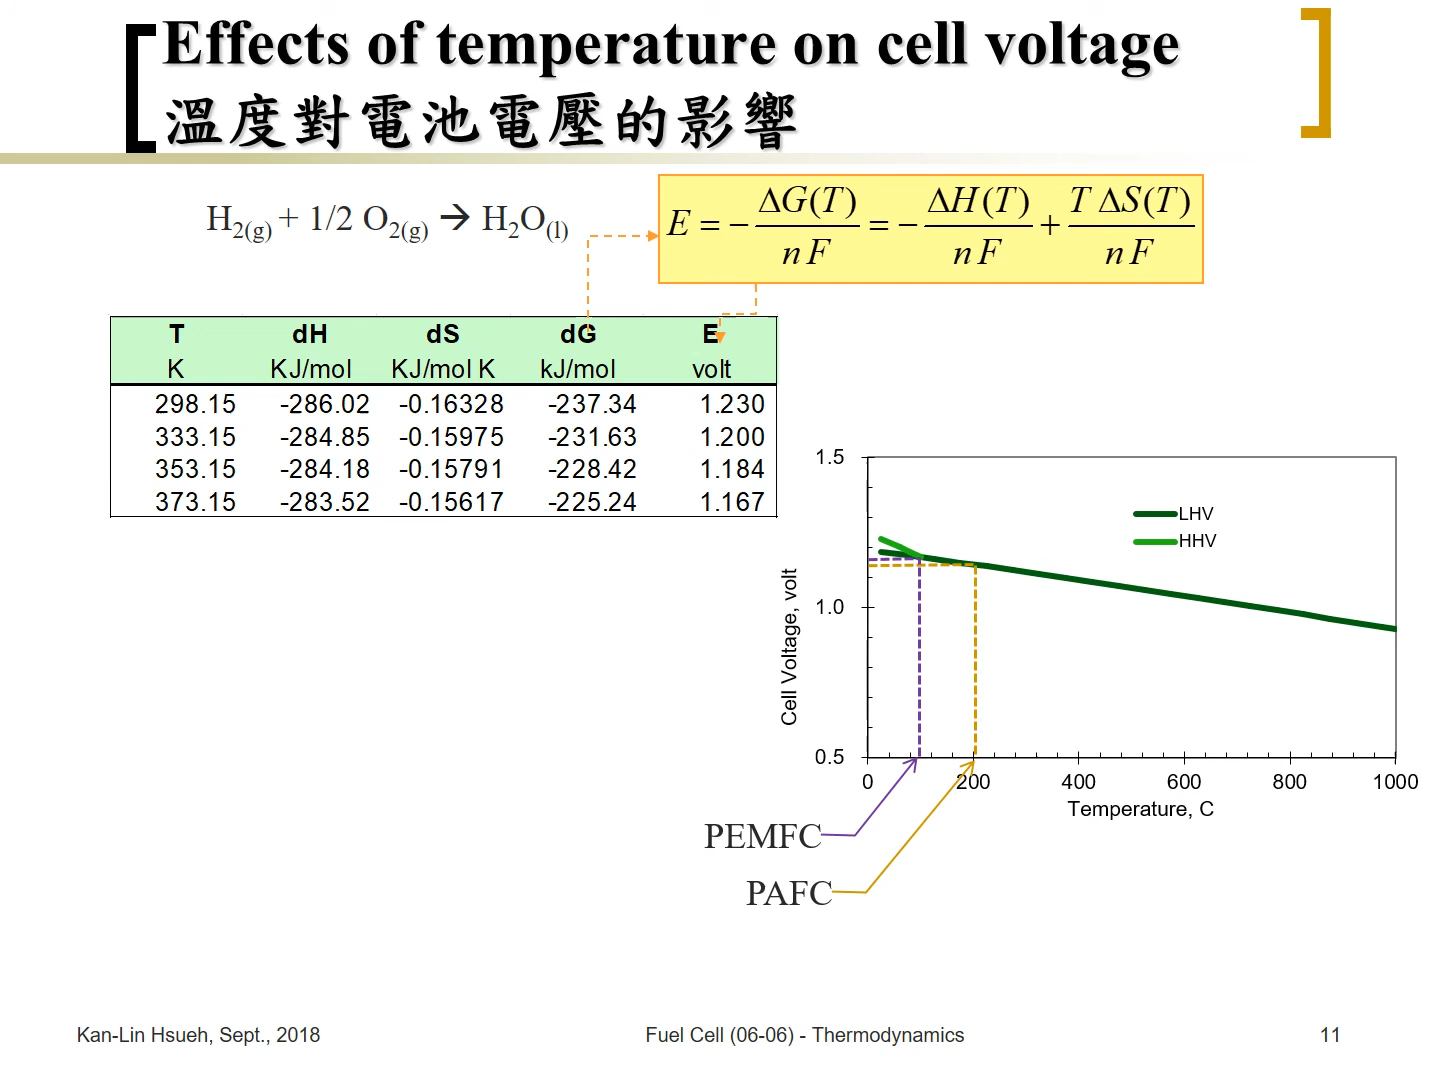 Effects of temperature on cell voltage
溫度對電池電壓的影響
H2(g) + 1/2 O2(g) → H2O(l)
E = − ΔG(T) / nF = − ΔH(T) / nF + T ΔS(T) / nF
T dH dS dG E
K KJ/mol KJ/mol K kJ/mol volt
298.15 -286.02 -0.16328 -237.34 1.230
333.15 -284.85 -0.15975 -231.63 1.200
353.15 -284.18 -0.15791 -228.42 1.184
373.15 -283.52 -0.15617 -225.24 1.167
1.5
LHV
HHV
Cell Voltage, volt
1.0
0.5
0 200 400 600 800 1000
Temperature, C
PEMFC
PAFC
Kan-Lin Hsueh, Sept., 2018 Fuel Cell (06-06) - Thermodynamics 11